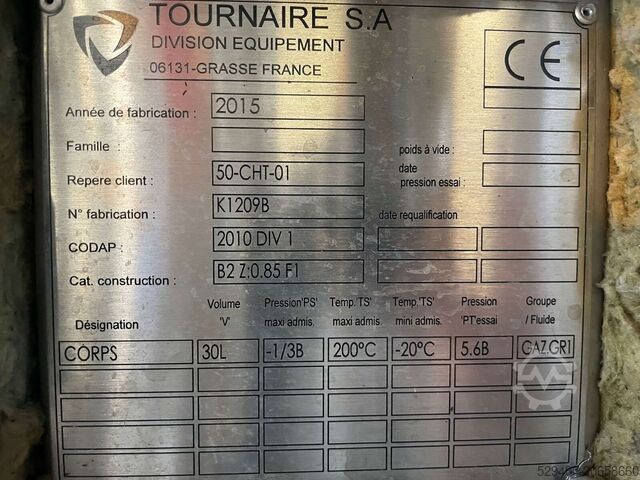 TOURNAIRE S.A
DIVISION EQUIPEMENT
06131-GRASSE FRANCE
CE
Année de fabrication : 2015
Famille : poids à vide :
Repere client : 50-CHT-01 date pression essai :
N° fabrication : K1209B date requalification
CODAP : 2010 DIV 1
Cat. construction : B2 Z:0.85 F1
Désignation Volume 'V' Pression'PS' maxi admis. Temp.'TS' maxi admis. Temp.'TS' mini admis. Pression 'PT'essai Groupe / Fluide
CORPS 30L -1/3B 200°C -20°C 5.6B GAZ.GR1